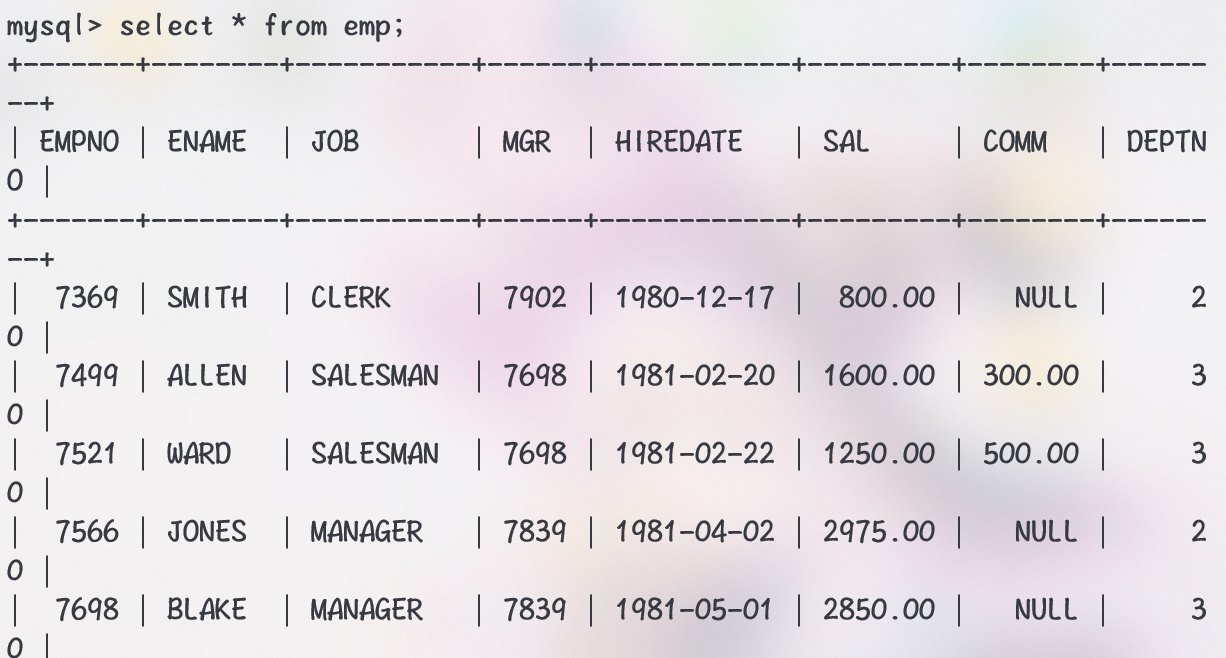 mysql> select * from emp;
+-------+--------+-----------+------+------------+---------+--------+------
--+
| EMPNO | ENAME  | JOB       | MGR  | HIREDATE   | SAL     | COMM   | DEPTN
O |
+-------+--------+-----------+------+------------+---------+--------+------
--+
|  7369 | SMITH  | CLERK     | 7902 | 1980-12-17 |  800.00 |   NULL |     2
0 |
|  7499 | ALLEN  | SALESMAN  | 7698 | 1981-02-20 | 1600.00 | 300.00 |     3
0 |
|  7521 | WARD   | SALESMAN  | 7698 | 1981-02-22 | 1250.00 | 500.00 |     3
0 |
|  7566 | JONES  | MANAGER   | 7839 | 1981-04-02 | 2975.00 |   NULL |     2
0 |
|  7698 | BLAKE  | MANAGER   | 7839 | 1981-05-01 | 2850.00 |   NULL |     3
0 |